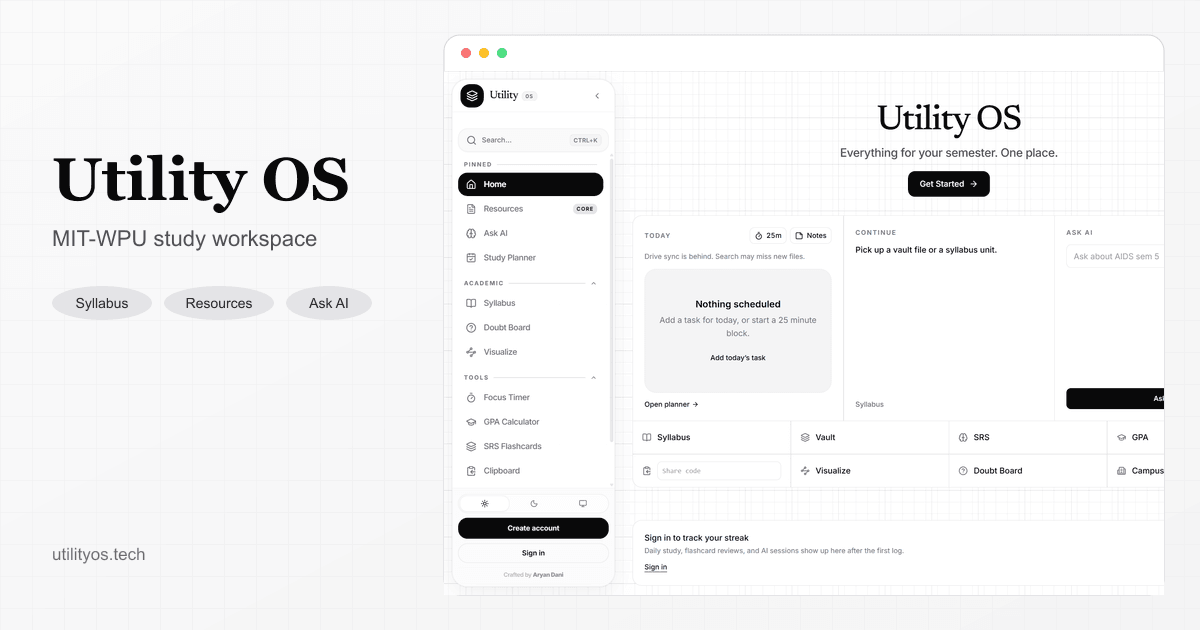 Utility OS
MIT-WPU study workspace
Syllabus
Resources
Ask AI
utilityos.tech
Utility OS
Search...
CTRL+K
PINNED
Home
Resources
CORE
Ask AI
Study Planner
ACADEMIC
Syllabus
Doubt Board
Visualize
TOOLS
Focus Timer
GPA Calculator
SRS Flashcards
Clipboard
Create account
Sign in
Crafted by Aryan Dani
Utility OS
Everything for your semester. One place.
Get Started →
TODAY
25m
Notes
Drive sync is behind. Search may miss new files.
Nothing scheduled
Add a task for today, or start a 25 minute
block.
Add today's task
Open planner →
CONTINUE
Pick up a vault file or a syllabus unit.
Syllabus
ASK AI
Ask about AIDS sem 5
Ask
Syllabus
Vault
SRS
GPA
Share code
Visualize
Doubt Board
Campus
Sign in to track your streak
Daily study, flashcard reviews, and AI sessions show up here after the first log.
Sign in